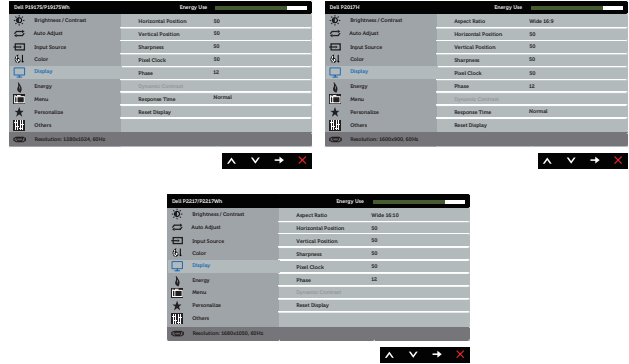 Dell P1917S/P1917SWh Energy Use
Brightness / Contrast Horizontal Position 50
Auto Adjust Vertical Position 50
Input Source Sharpness 50
Color Pixel Clock 50
Display Phase 12
Energy Dynamic Contrast
Menu Response Time Normal
Personalize Reset Display
Others
Resolution: 1280x1024, 60Hz
Dell P2017H Energy Use
Brightness / Contrast Aspect Ratio Wide 16:9
Auto Adjust Horizontal Position 50
Input Source Vertical Position 50
Color Sharpness 50
Display Pixel Clock 50
Energy Phase 12
Menu Dynamic Contrast
Personalize Response Time Normal
Others Reset Display
Resolution: 1600x900, 60Hz
Dell P2217/P2217Wh Energy Use
Brightness / Contrast Aspect Ratio Wide 16:10
Auto Adjust Horizontal Position 50
Input Source Vertical Position 50
Color Sharpness 50
Display Pixel Clock 50
Energy Phase 12
Menu Dynamic Contrast
Personalize Reset Display
Others
Resolution: 1680x1050, 60Hz